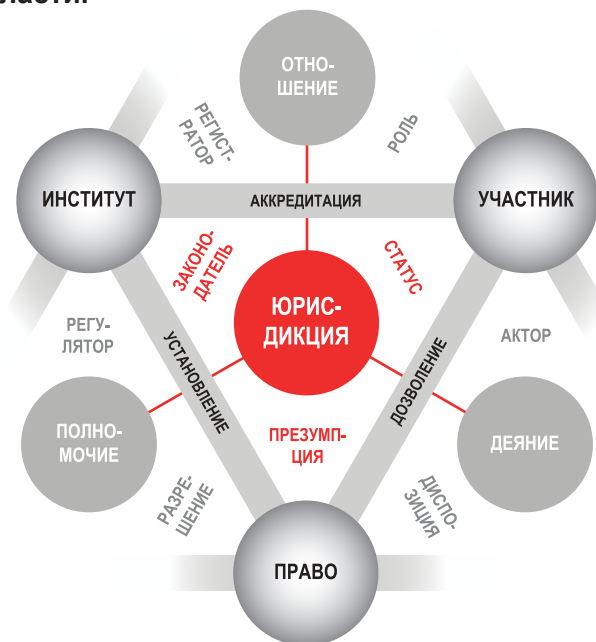 ОТНО-
ШЕНИЕ
РЕГИСТ-
РАТОР
РОЛЬ
ИНСТИТУТ
АККРЕДИТАЦИЯ
УЧАСТНИК
ЗАКОНО-
ДАТЕЛЬ
СТАТУС
ЮРИС-
ДИКЦИЯ
РЕГУ-
ЛЯТОР
УСТАНОВЛЕНИЕ
ДОЗВОЛЕНИЕ
АКТОР
ПОЛНО-
МОЧИЕ
ПРЕЗУМП-
ЦИЯ
ДЕЯНИЕ
РАЗРЕ-
ШЕНИЕ
ДИСПО-
ЗИЦИЯ
ПРАВО